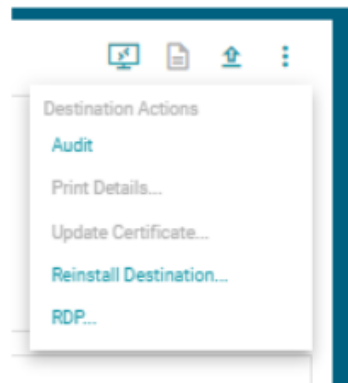 Destination Actions
Audit
Print Details...
Update Certificate...
Reinstall Destination...
RDP...